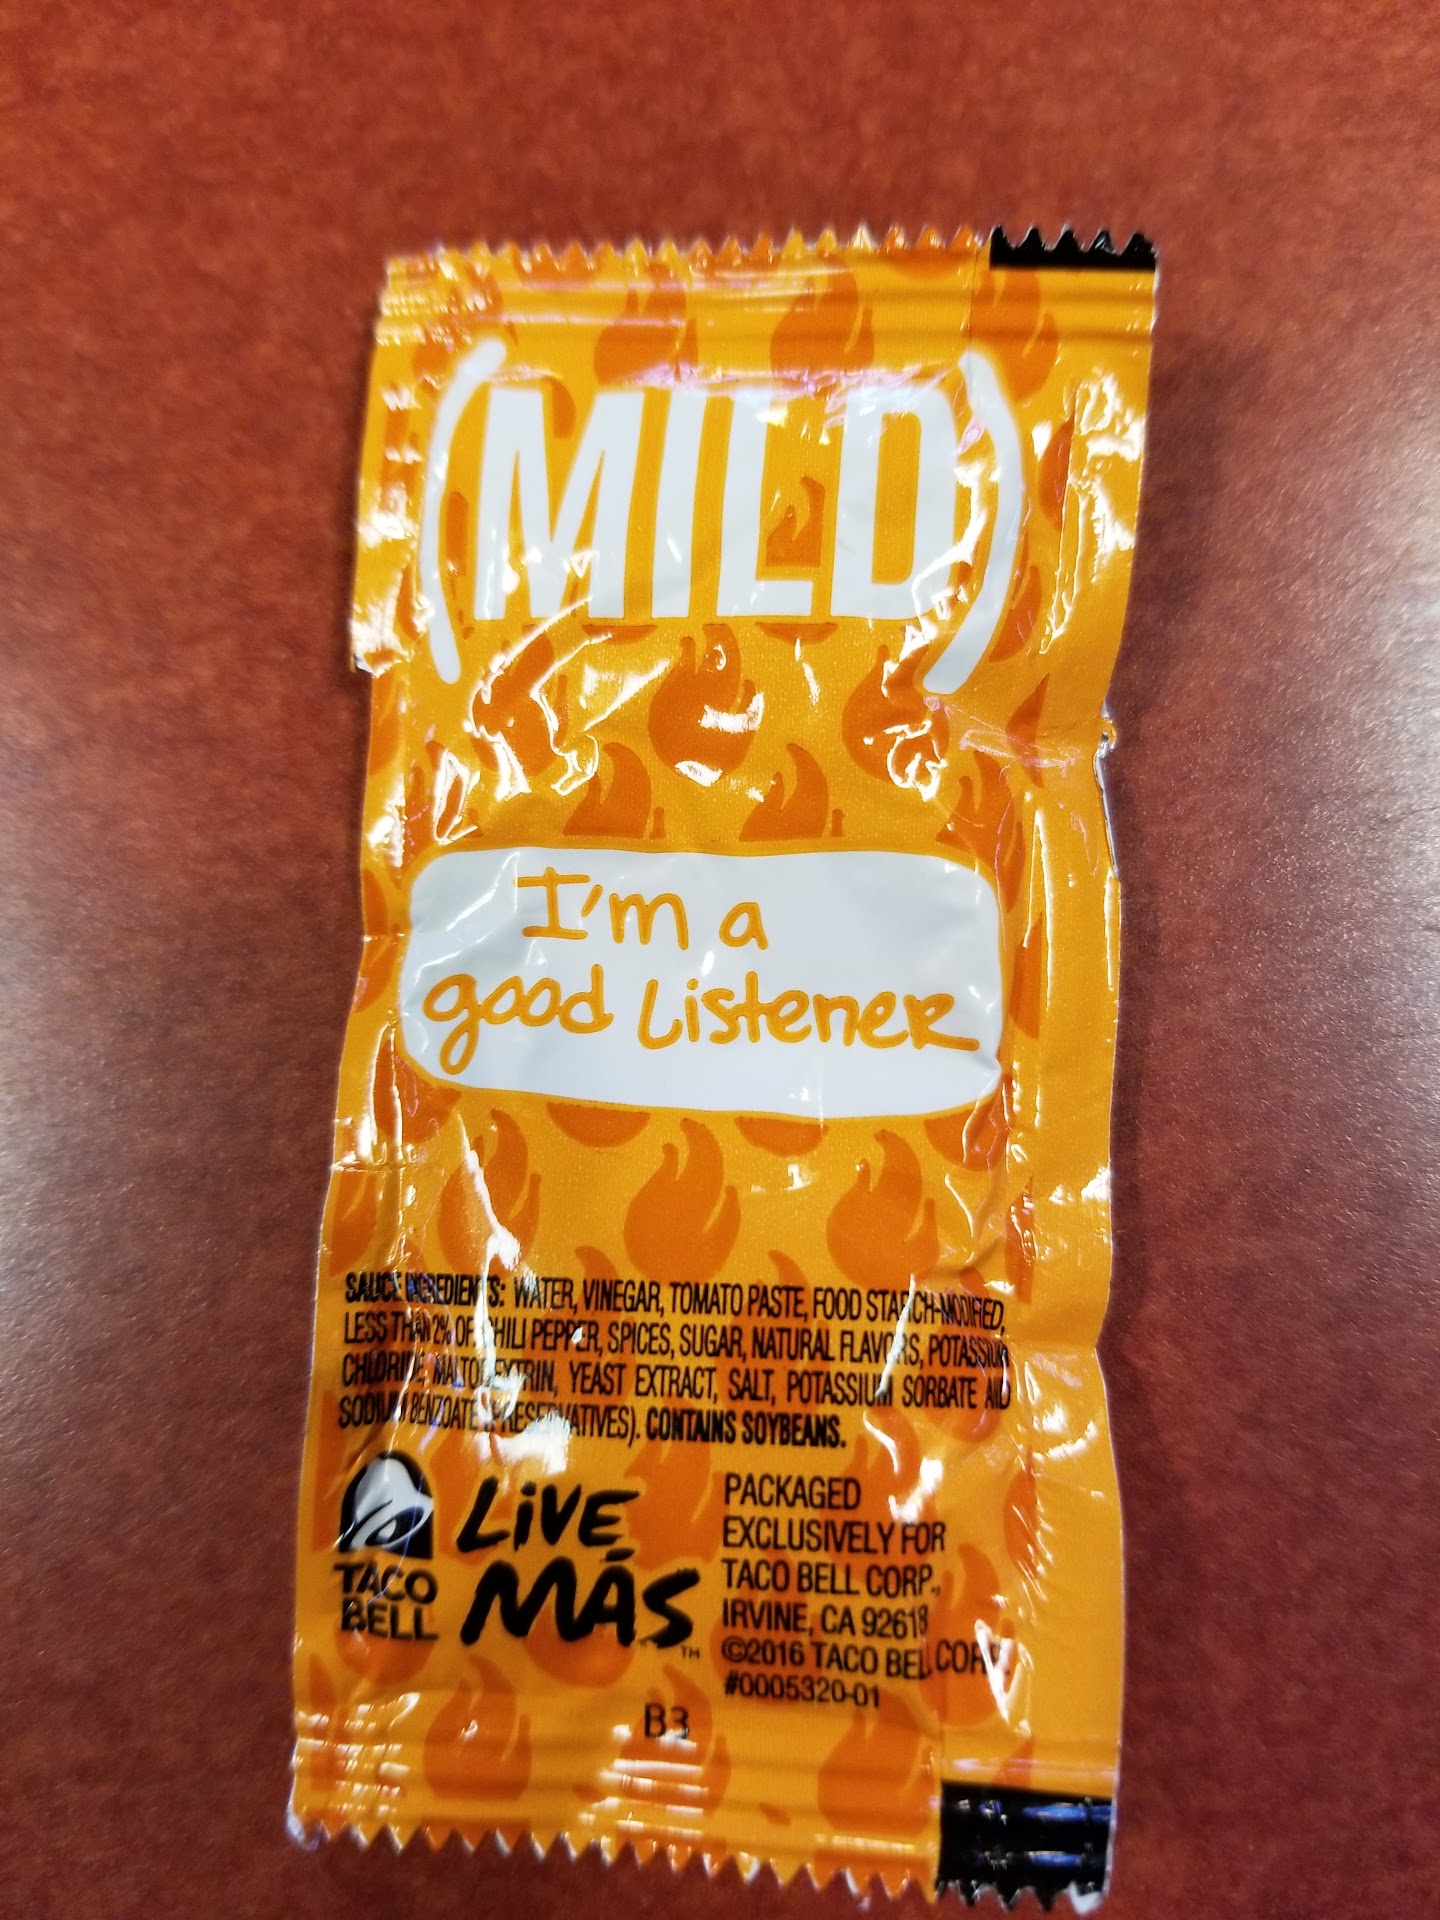 (MILD)
I'm a
good Listener
SAUCE INGREDIENTS: WATER, VINEGAR, TOMATO PASTE, FOOD STARCH-MODIFIED,
LESS THAN 2% OF CHILI PEPPER, SPICES, SUGAR, NATURAL FLAVORS, POTASSIUM
CHLORIDE, MALTODEXTRIN, YEAST EXTRACT, SALT, POTASSIUM SORBATE AND
SODIUM BENZOATE (PRESERVATIVES). CONTAINS SOYBEANS.
TACO
BELL
LiVE
MÁS™
PACKAGED
EXCLUSIVELY FOR
TACO BELL CORP.,
IRVINE, CA 92618
©2016 TACO BELL CORP.
#0005320-01
B3